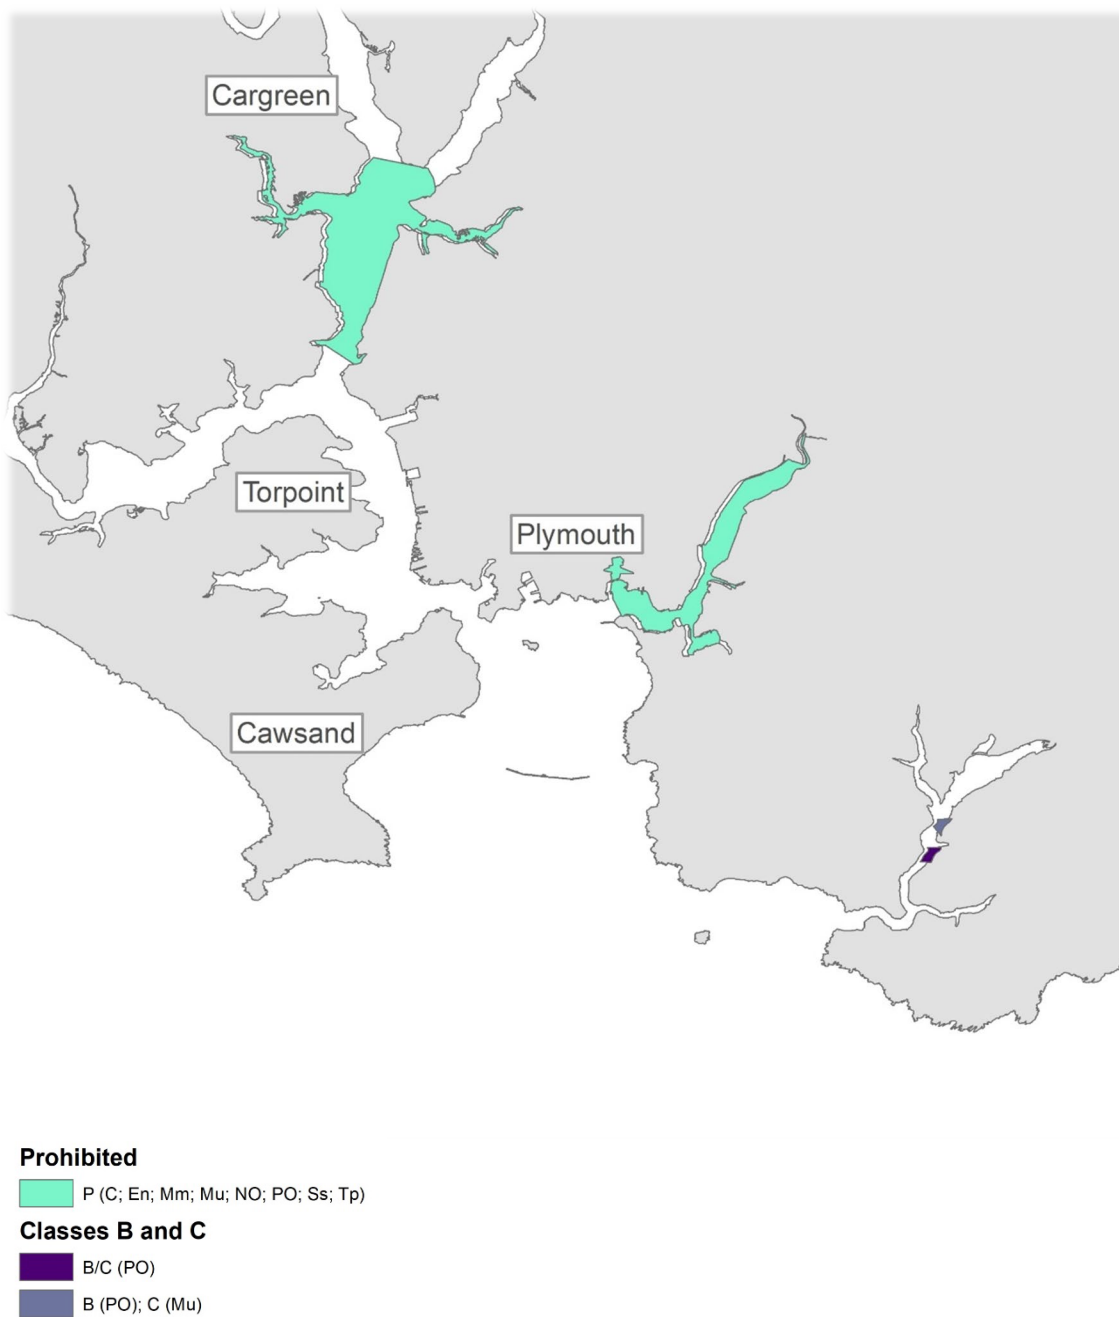 Cargreen
Torpoint
Plymouth
Cawsand
Prohibited
P (C; En; Mm; Mu; NO; PO; Ss; Tp)
Classes B and C
B/C (PO)
B (PO); C (Mu)